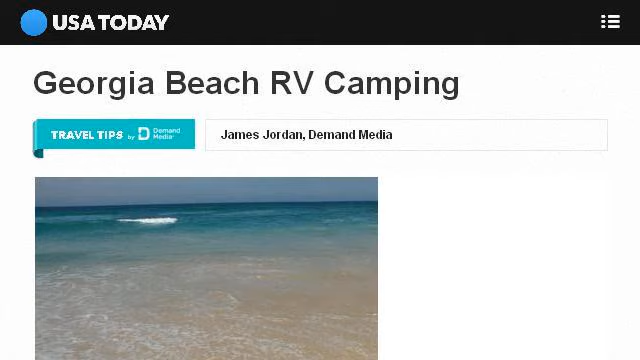 USA TODAY
Georgia Beach RV Camping
TRAVEL TIPS by Demand Media
James Jordan, Demand Media